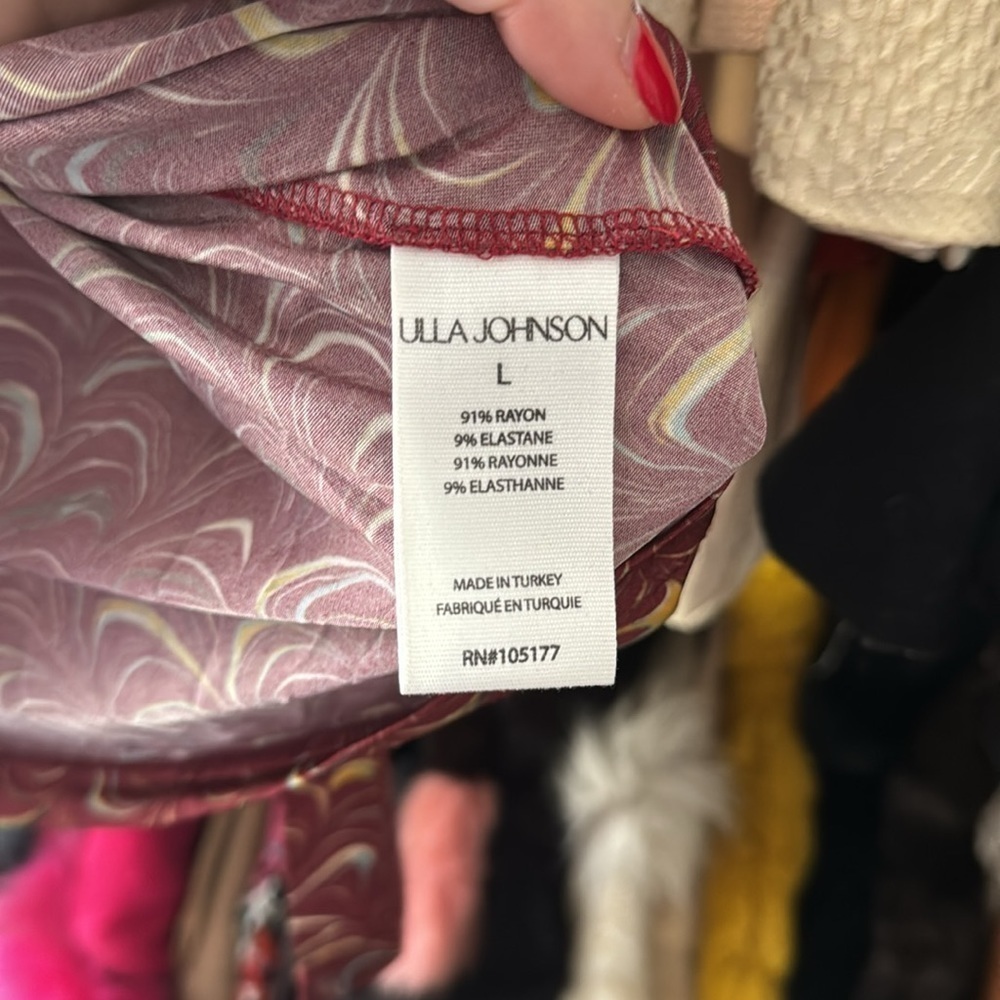 ULLA JOHNSON
L
91% RAYON
9% ELASTANE
91% RAYONNE
9% ELASTHANNE
MADE IN TURKEY
FABRIQUÉ EN TURQUIE
RN#105177